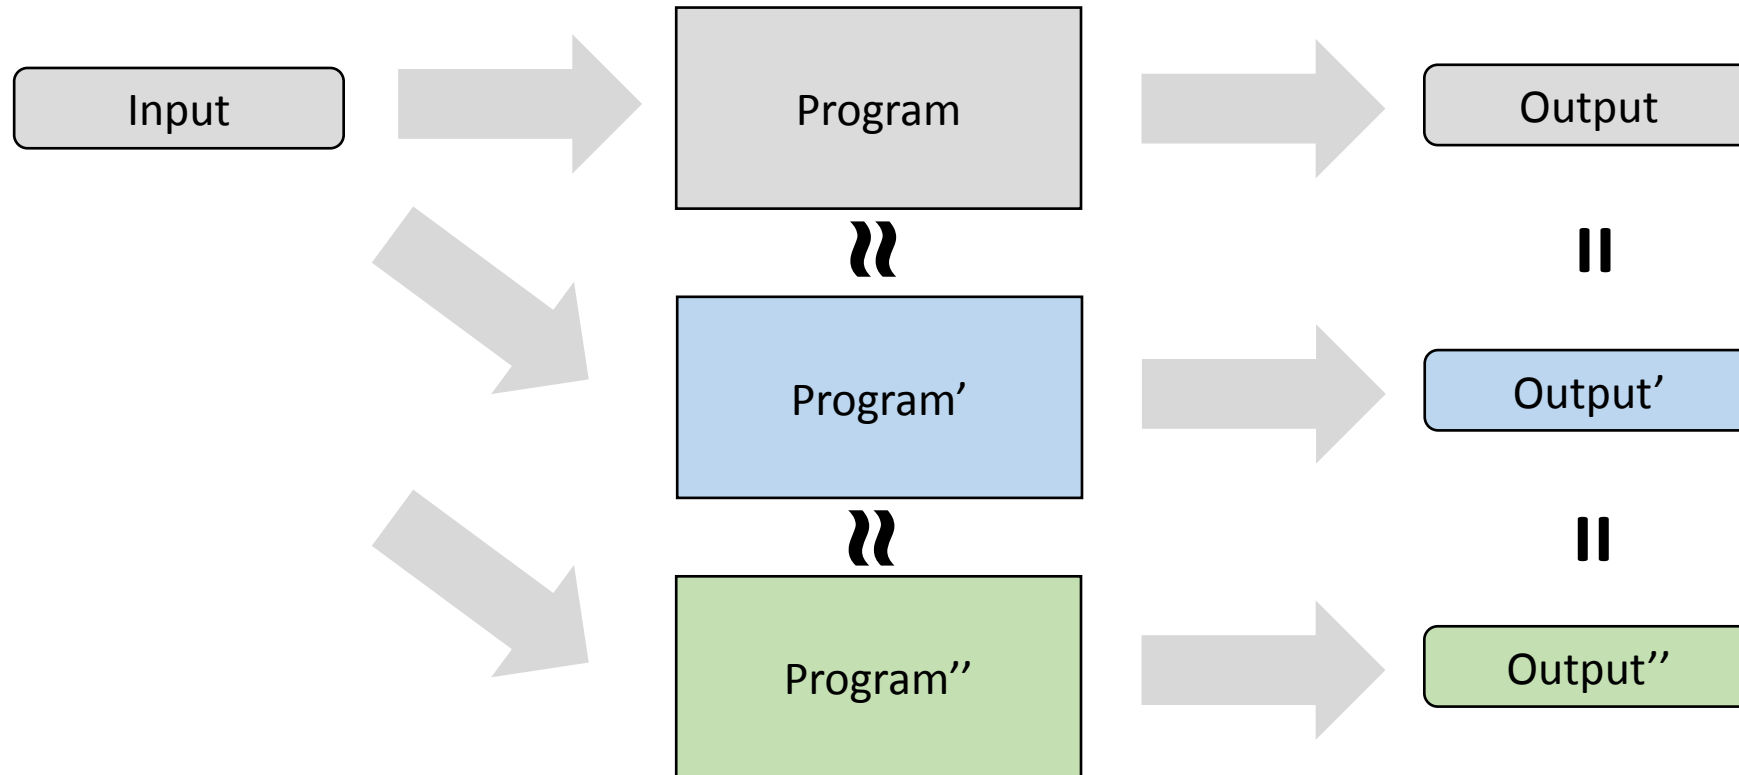 Input
Program
Output
≈
=
Program’
Output’
≈
=
Program’’
Output’’